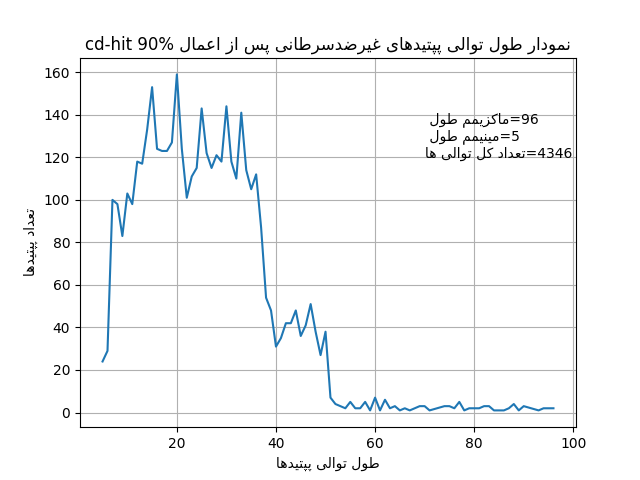 نمودار طول توالی پپتیدهای غیرضدسرطانی پس از اعمال cd-hit 90%
160
140
120
100
80
60
40
20
0
ماکزیمم طول=96
مینیمم طول=5
تعداد کل توالی ها=4346
تعداد پپتیدها
20
40
60
80
100
طول توالی پپتیدها